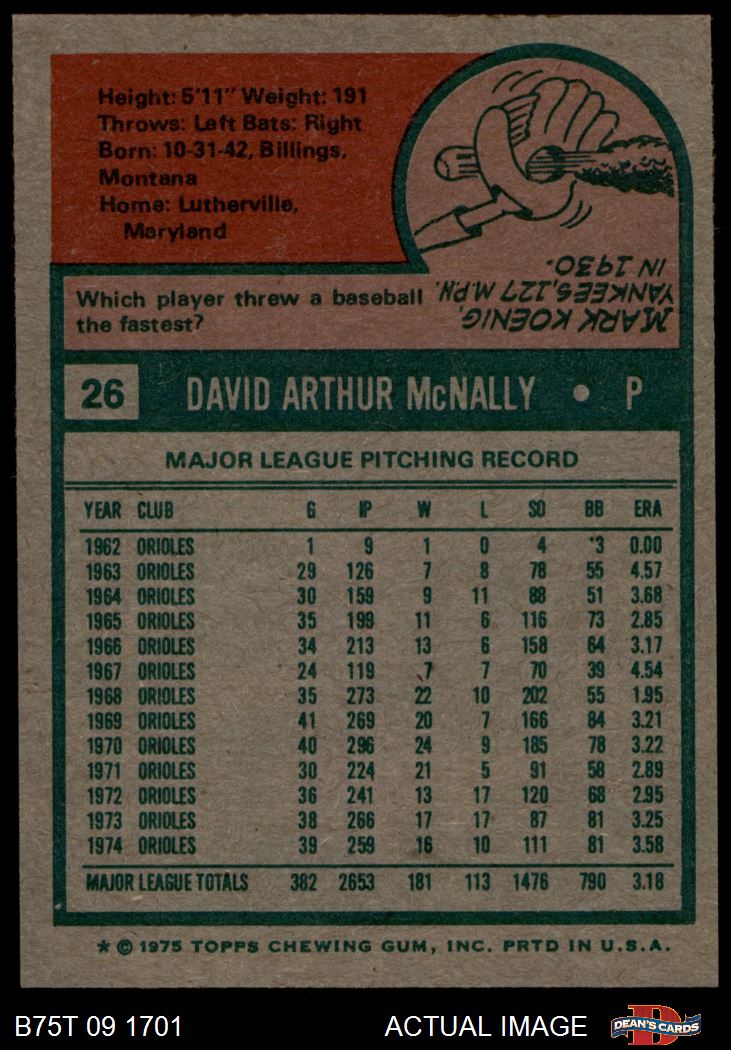 Height: 5'11" Weight: 191
Throws: Left Bats: Right
Born: 10-31-42, Billings,
Montana
Home: Lutherville,
Maryland
Which player threw a baseball
the fastest?
MARK KOENIG,
YANKEES, 127 M.P.H.
IN 1930.
26 DAVID ARTHUR McNALLY • P
MAJOR LEAGUE PITCHING RECORD
YEAR CLUB G IP W L SO BB ERA
1962 ORIOLES 1 9 1 0 4 3 0.00
1963 ORIOLES 29 126 7 8 78 55 4.57
1964 ORIOLES 30 159 9 11 88 51 3.68
1965 ORIOLES 35 199 11 6 116 73 2.85
1966 ORIOLES 34 213 13 6 158 64 3.17
1967 ORIOLES 24 119 7 7 70 39 4.54
1968 ORIOLES 35 273 22 10 202 55 1.95
1969 ORIOLES 41 269 20 7 166 84 3.21
1970 ORIOLES 40 296 24 9 185 78 3.22
1971 ORIOLES 30 224 21 5 91 58 2.89
1972 ORIOLES 36 241 13 17 120 68 2.95
1973 ORIOLES 38 266 17 17 87 81 3.25
1974 ORIOLES 39 259 16 10 111 81 3.58
MAJOR LEAGUE TOTALS 382 2653 181 113 1476 790 3.18
* © 1975 TOPPS CHEWING GUM, INC. PRTD IN U.S.A.
B75T 09 1701 ACTUAL IMAGE D DEAN'S CARDS